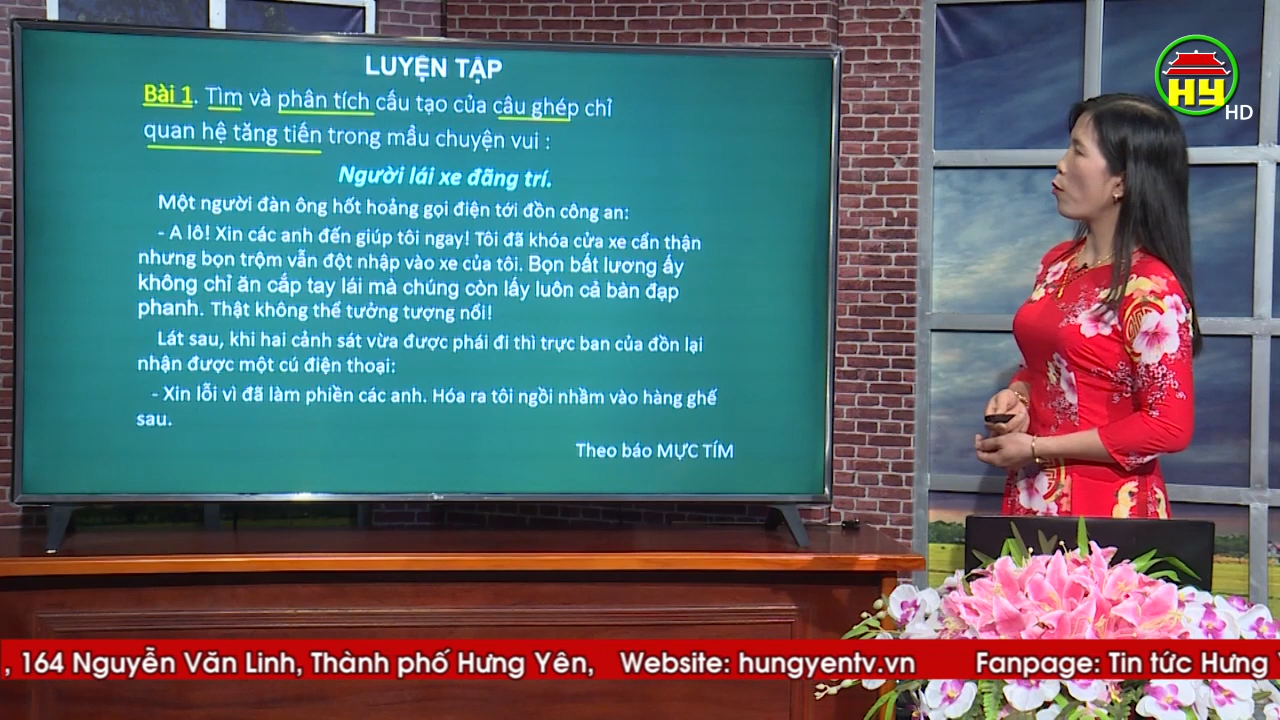 LUYỆN TẬP
Bài 1. Tìm và phân tích cấu tạo của câu ghép chỉ
quan hệ tăng tiến trong mẩu chuyện vui :
Người lái xe đãng trí.
Một người đàn ông hốt hoảng gọi điện tới đồn công an:
- A lô! Xin các anh đến giúp tôi ngay! Tôi đã khóa cửa xe cẩn thận
nhưng bọn trộm vẫn đột nhập vào xe của tôi. Bọn bất lương ấy
không chỉ ăn cắp tay lái mà chúng còn lấy luôn cả bàn đạp
phanh. Thật không thể tưởng tượng nổi!
Lát sau, khi hai cảnh sát vừa được phái đi thì trực ban của đồn lại
nhận được một cú điện thoại:
- Xin lỗi vì đã làm phiền các anh. Hóa ra tôi ngồi nhầm vào hàng ghế
sau.
Theo báo MỰC TÍM
HY
HD
, 164 Nguyễn Văn Linh, Thành phố Hưng Yên, Website: hungyentv.vn Fanpage: Tin tức Hưng